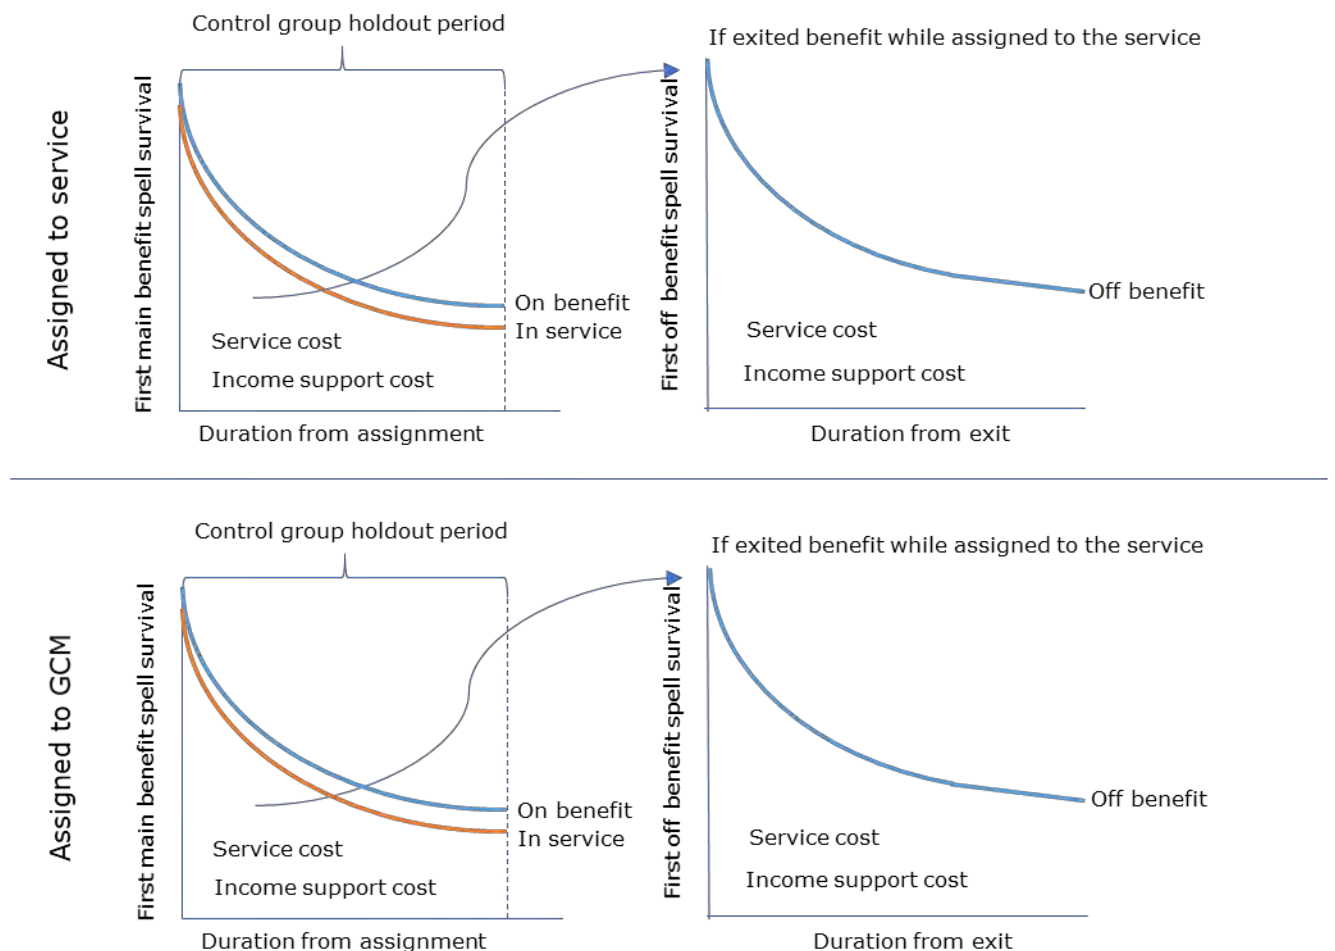 Assigned to service
Control group holdout period
First main benefit spell survival
On benefit
In service
Service cost
Income support cost
Duration from assignment
If exited benefit while assigned to the service
First off benefit spell survival
Off benefit
Service cost
Income support cost
Duration from exit
Assigned to GCM
Control group holdout period
First main benefit spell survival
On benefit
In service
Service cost
Income support cost
Duration from assignment
If exited benefit while assigned to the service
First off benefit spell survival
Off benefit
Service cost
Income support cost
Duration from exit